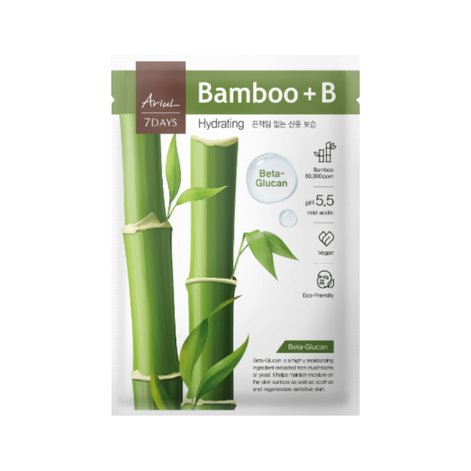 Ariul
7DAYS
Bamboo + B
Hydrating 끈적임 없는 산뜻 보습
Beta-
Glucan
Bamboo
80,000 ppm
pH 5.5
mild acidic
Vegan
Eco-Friendly
Beta-Glucan
Beta-Glucan is a highly-moisturizing
ingredient extracted from mushrooms
or yeast. It helps maintain moisture on
the skin surface as well as soothes
and regenerates sensitive skin.